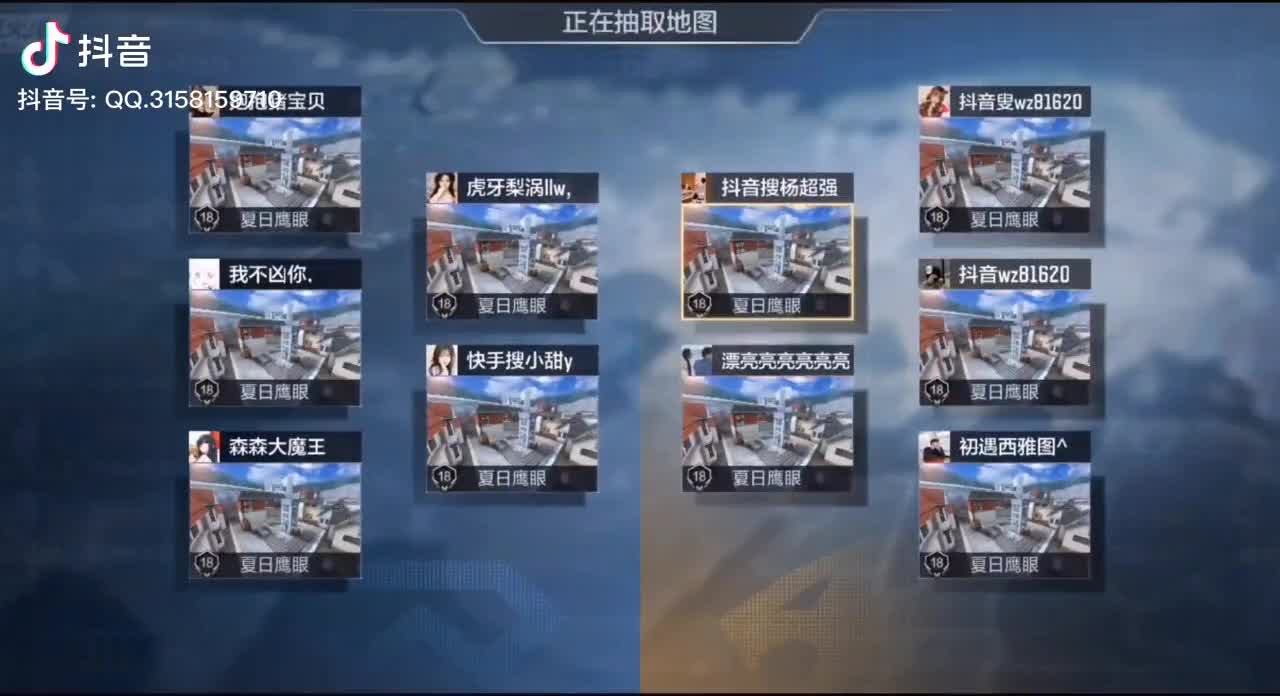 正在抽取地图
抖音
抖音号: QQ.3158159710
宝贝
夏日鹰眼
18
我不凶你.
夏日鹰眼
18
森森大魔王
夏日鹰眼
18
虎牙梨涡llw,
夏日鹰眼
18
快手搜小甜y
夏日鹰眼
18
抖音搜杨超强
夏日鹰眼
18
漂亮亮亮亮亮亮
夏日鹰眼
18
抖音叟wz81620
夏日鹰眼
18
抖音wz81620
夏日鹰眼
18
初遇西雅图^
夏日鹰眼
18